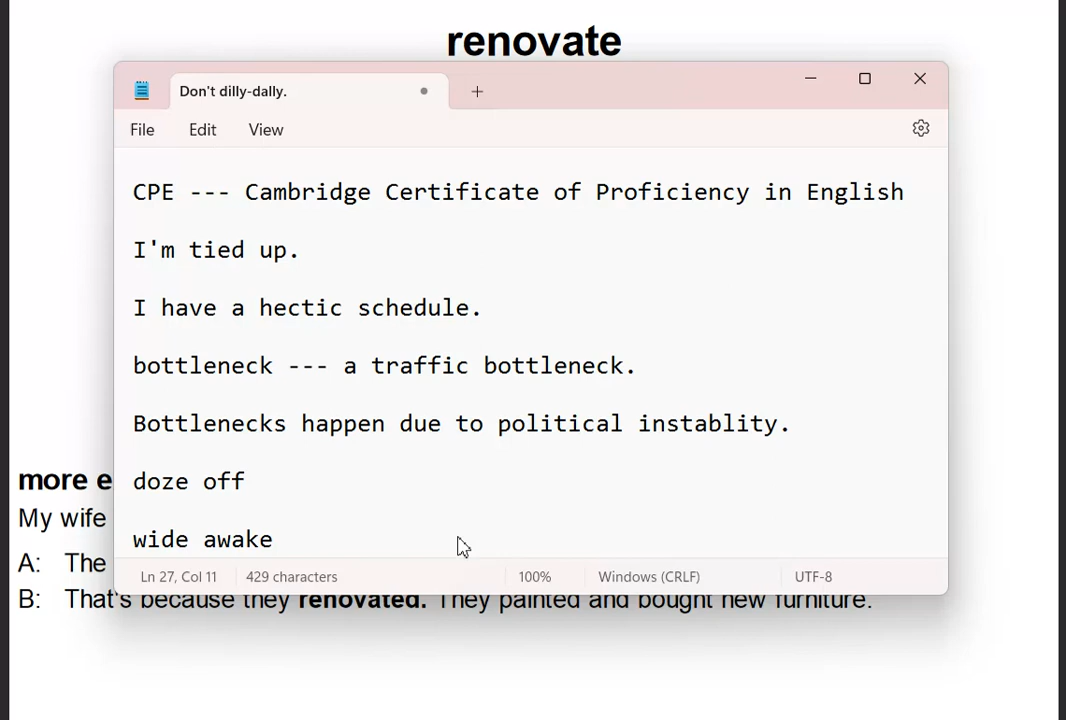 renovate
Don't dilly-dally.
File Edit View
CPE --- Cambridge Certificate of Proficiency in English
I'm tied up.
I have a hectic schedule.
bottleneck --- a traffic bottleneck.
Bottlenecks happen due to political instablity.
doze off
wide awake
Ln 27, Col 11 429 characters 100% Windows (CRLF) UTF-8
more e
My wife
A: The
B: That's because they renovated. They painted and bought new furniture.